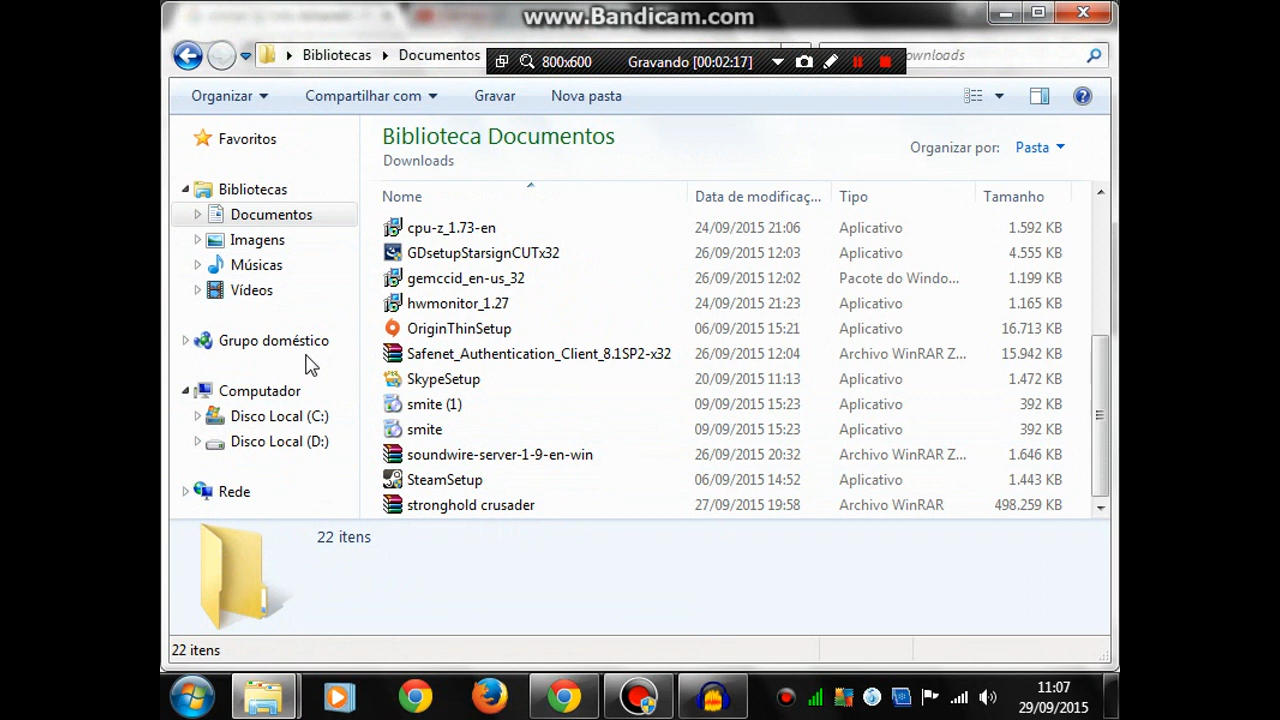 www.Bandicam.com
Bibliotecas
Documentos
800x600
Gravando [00:02:17]
ownloads
Organizar
Compartilhar com
Gravar
Nova pasta
Favoritos
Bibliotecas
Documentos
Imagens
Músicas
Vídeos
Grupo doméstico
Computador
Disco Local (C:)
Disco Local (D:)
Rede
Biblioteca Documentos
Downloads
Organizar por: Pasta
Nome Data de modificaç... Tipo Tamanho
cpu-z_1.73-en 24/09/2015 21:06 Aplicativo 1.592 KB
GDsetupStarsignCUTx32 26/09/2015 12:03 Aplicativo 4.555 KB
gemccid_en-us_32 26/09/2015 12:02 Pacote do Windo... 1.199 KB
hwmonitor_1.27 24/09/2015 21:23 Aplicativo 1.165 KB
OriginThinSetup 06/09/2015 15:21 Aplicativo 16.713 KB
Safenet_Authentication_Client_8.1SP2-x32 26/09/2015 12:04 Archivo WinRAR Z... 15.942 KB
SkypeSetup 20/09/2015 11:13 Aplicativo 1.472 KB
smite (1) 09/09/2015 15:23 Aplicativo 392 KB
smite 09/09/2015 15:23 Aplicativo 392 KB
soundwire-server-1-9-en-win 26/09/2015 20:32 Archivo WinRAR Z... 1.646 KB
SteamSetup 06/09/2015 14:52 Aplicativo 1.443 KB
stronghold crusader 27/09/2015 19:58 Archivo WinRAR 498.259 KB
22 itens
22 itens
11:07
29/09/2015